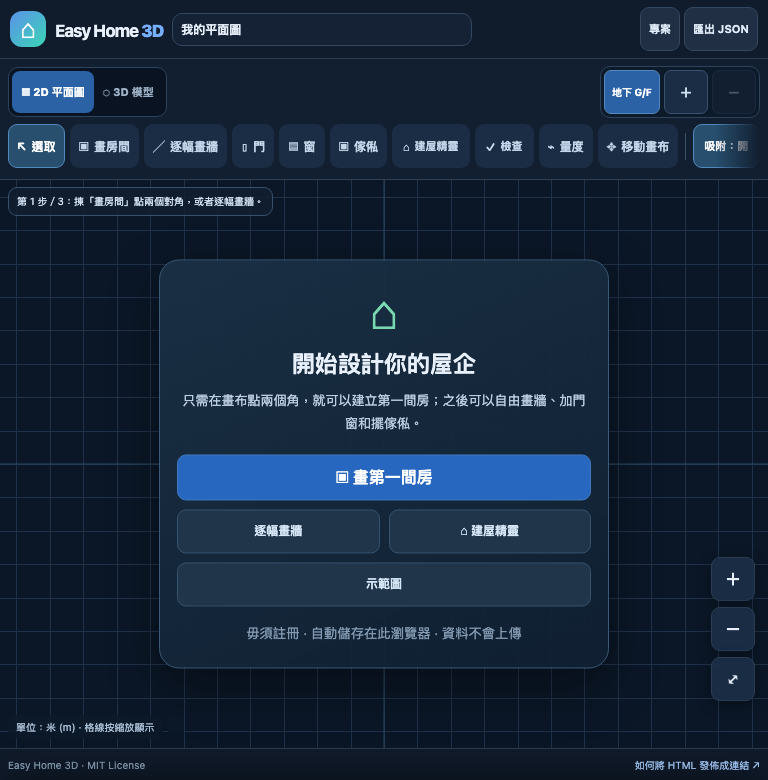 Easy Home 3D
我的平面圖
專案
匯出 JSON
2D 平面圖
3D 模型
地下 G/F
+
−
選取
畫房間
逐幅畫牆
門
窗
傢俬
建屋精靈
檢查
量度
移動畫布
吸附：開
第 1 步 / 3：揀「畫房間」點兩個對角，或者逐幅畫牆。
開始設計你的屋企
只需在畫布點兩個角，就可以建立第一間房；之後可以自由畫牆、加門
窗和擺傢俬。
畫第一間房
逐幅畫牆
建屋精靈
示範圖
毋須註冊 · 自動儲存在此瀏覽器 · 資料不會上傳
+
−
單位：米 (m) · 格線按縮放顯示
Easy Home 3D · MIT License
如何將 HTML 發佈成連結 ↗